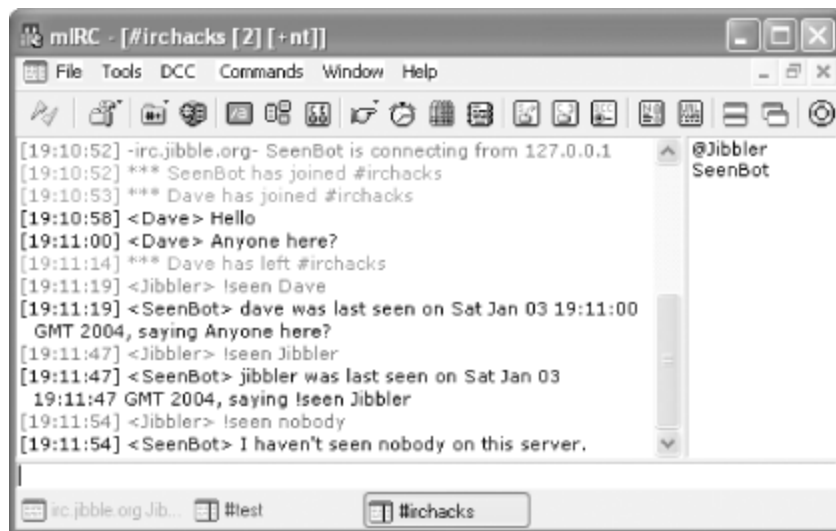 mIRC - [#irchacks [2] [+nt]]
File Tools DCC Commands Window Help
[19:10:52] -irc.jibble.org- SeenBot is connecting from 127.0.0.1
[19:10:52] *** SeenBot has joined #irchacks
[19:10:53] *** Dave has joined #irchacks
[19:10:58] <Dave> Hello
[19:11:00] <Dave> Anyone here?
[19:11:14] *** Dave has left #irchacks
[19:11:19] <Jibbler> !seen Dave
[19:11:19] <SeenBot> dave was last seen on Sat Jan 03 19:11:00
GMT 2004, saying Anyone here?
[19:11:47] <Jibbler> !seen Jibbler
[19:11:47] <SeenBot> jibbler was last seen on Sat Jan 03
19:11:47 GMT 2004, saying !seen Jibbler
[19:11:54] <Jibbler> !seen nobody
[19:11:54] <SeenBot> I haven't seen nobody on this server.
@Jibbler
SeenBot
irc.jibble.org Jib...
#test
#irchacks